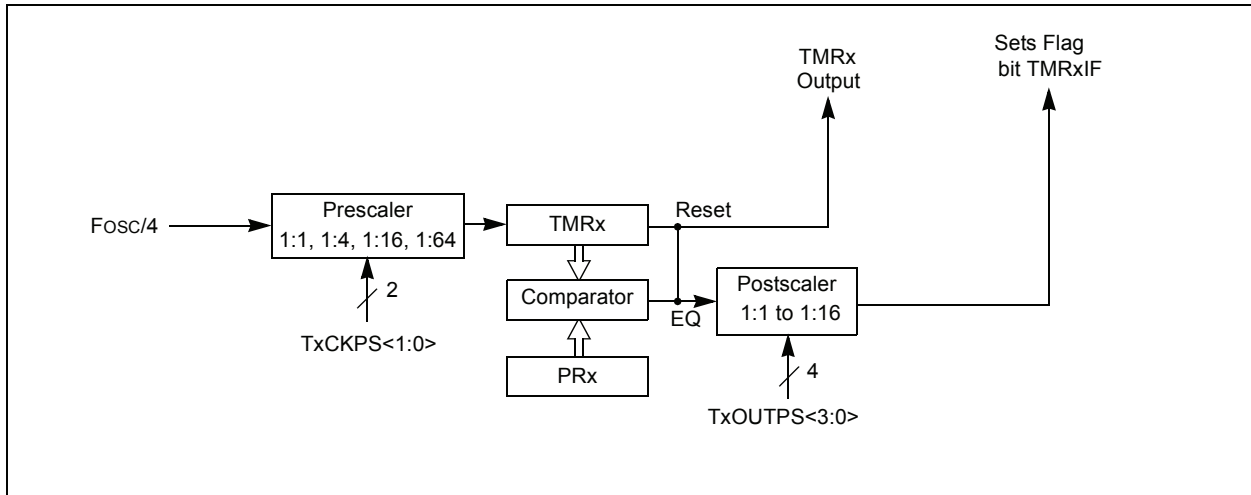 TMRx
Output
Sets Flag
bit TMRxIF
Fosc/4
Prescaler
1:1, 1:4, 1:16, 1:64
2
TxCKPS<1:0>
TMRx
Reset
Comparator
EQ
PRx
Postscaler
1:1 to 1:16
4
TxOUTPS<3:0>